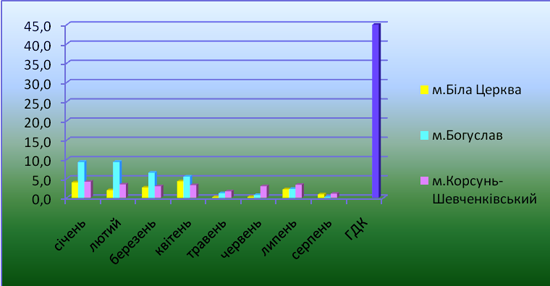 45,0
40,0
35,0
30,0
25,0
20,0
15,0
10,0
5,0
0,0
січень
лютий
березень
квітень
травень
червень
липень
серпень
ГДК
м.Біла Церква
м.Богуслав
м.Корсунь-
Шевченківський